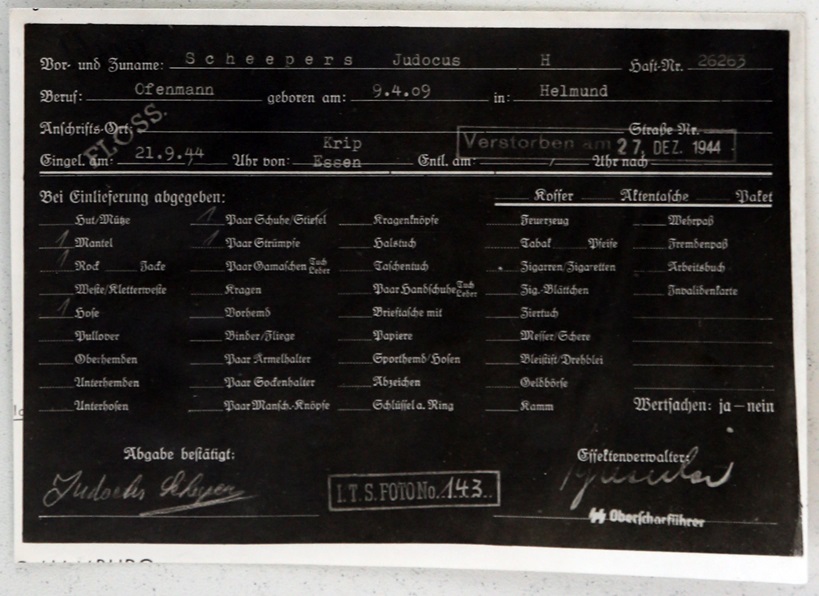 Vor- und Zuname: Scheepers Judocus H Haft-Nr. 26263
Beruf: Ofenmann geboren am: 9.4.09 in: Helmund
Anschrifts-Ort: Straße Nr.
FLOSS.
Verstorben am 27. DEZ. 1944
Eingel. am: 21.9.44 Uhr von: Krip Essen Entl. am: Uhr nach
Bei Einlieferung abgegeben: Koffer Aktentasche Paket
Hut/Mütze 1 Paar Schuhe/Stiefel Kragenknöpfe Feuerzeug Wehrpaß
1 Mantel 1 Paar Strümpfe Halstuch Tabak Pfeife Fremdenpaß
1 Rock Jacke Paar Gamaschen Tuch Leder Taschentuch Zigarren/Zigaretten Arbeitsbuch
Weste/Kletterweste Kragen Paar Handschuhe Tuch Leder Zig.-Blättchen Invalidenkarte
1 Hose Vorhemd Brieftasche mit Ziertuch
Pullover Binder/Fliege Papiere Messer/Schere
Oberhemden Paar Ärmelhalter Sporthemd/Hosen Bleistift/Drehblei
Unterhemden Paar Sockenhalter Abzeichen Geldbörse
Unterhosen Paar Mansch.-Knöpfe Schlüssel a. Ring Kamm Wertsachen: ja – nein
Abgabe bestätigt: Effektenverwalter:
I.T.S. FOTO No. 143
ϟϟ Oberscharführer